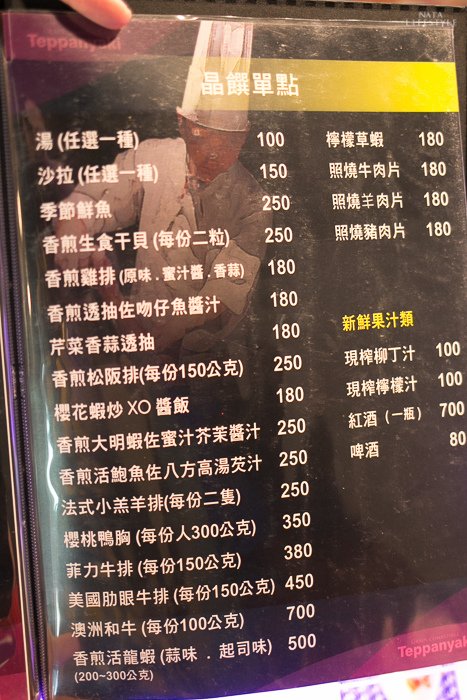 NATA
LIFESTYLE
Teppanyaki
晶饌單點
湯 (任選一種) 100
沙拉 (任選一種) 150
季節鮮魚 250
香煎生食干貝 (每份二粒) 250
香煎雞排 (原味 . 蜜汁醬 . 香蒜) 180
香煎透抽佐吻仔魚醬汁 180
芹菜香蒜透抽 180
香煎松阪排(每份150公克) 250
櫻花蝦炒 XO 醬飯 180
香煎大明蝦佐蜜汁芥茉醬汁 250
香煎活鮑魚佐八方高湯芡汁 250
法式小羔羊排(每份二隻) 250
櫻桃鴨胸 (每份人300公克) 350
菲力牛排 (每份150公克) 380
美國肋眼牛排 (每份150公克) 450
澳洲和牛 (每份100公克) 700
香煎活龍蝦 (蒜味 . 起司味) 500
(200~300公克)
檸檬草蝦 180
照燒牛肉片 180
照燒羊肉片 180
照燒豬肉片 180
新鮮果汁類
現榨柳丁汁 100
現榨檸檬汁 100
紅酒 (一瓶) 700
啤酒 80
Teppanyaki